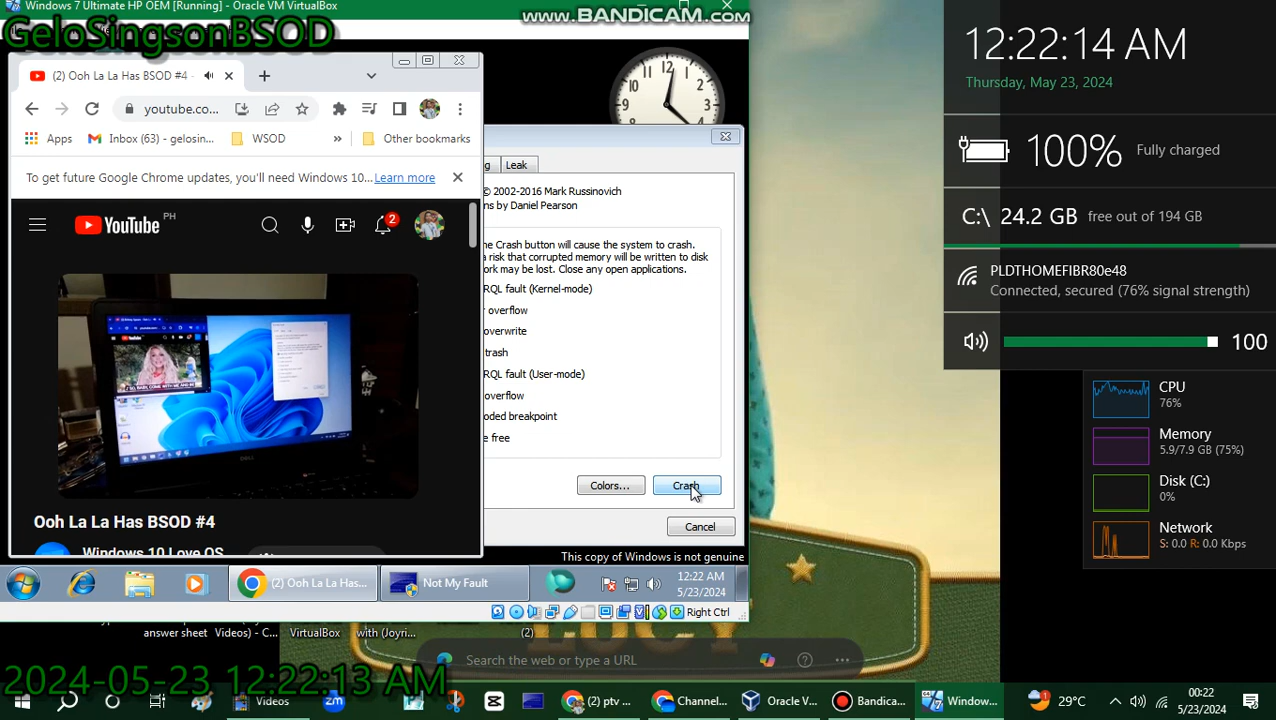 Windows 7 Ultimate HP OEM [Running] - Oracle VM VirtualBox
www.BANDICAM.com
GeloSingsonBSOD
(2) Ooh La La Has BSOD #4 -
youtube.co...
Apps
Inbox (63) - gelosin...
WSOD
»
Other bookmarks
To get future Google Chrome updates, you'll need Windows 10... Learn more
YouTube PH
2
Ooh La La Has BSOD #4
Windows 10 Love OS
Leak
© 2002-2016 Mark Russinovich
ns by Daniel Pearson
he Crash button will cause the system to crash.
a risk that corrupted memory will be written to disk
ork may be lost. Close any open applications.
RQL fault (Kernel-mode)
overflow
overwrite
trash
RQL fault (User-mode)
overflow
oded breakpoint
e free
Colors...
Crash
Cancel
This copy of Windows is not genuine
(2) Ooh La La Has...
Not My Fault
12:22 AM
5/23/2024
Right Ctrl
answer sheet
Videos) - C...
VirtualBox
with (Joyri...
(2)
LUCY
Search the web or type a URL
2024-05-23 12:22:13 AM
Videos
ptv ...
Channel...
Oracle V...
Bandica...
Window...
1
29°C
00:22
5/23/2024
12:22:14 AM
Thursday, May 23, 2024
100%
Fully charged
C:\ 24.2 GB free out of 194 GB
PLDTHOMEFIBR80e48
Connected, secured (76% signal strength)
100
CPU
76%
Memory
5.9/7.9 GB (75%)
Disk (C:)
0%
Network
S: 0.0 R: 0.0 Kbps